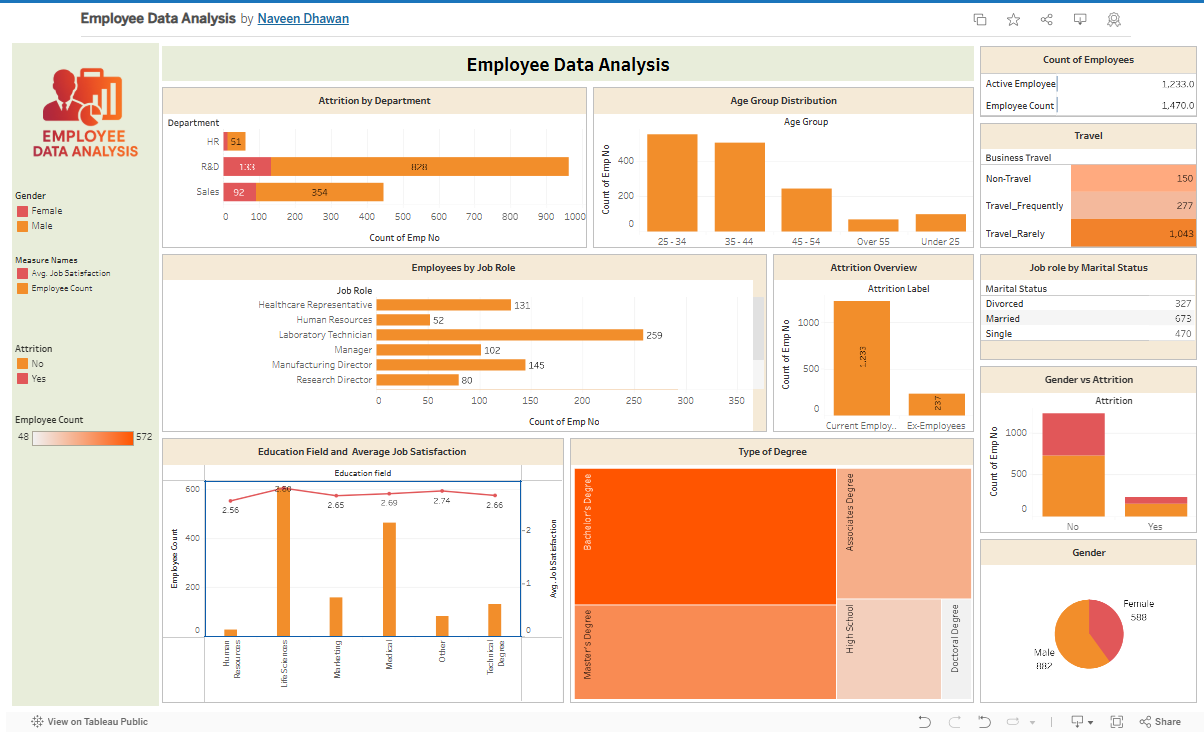 Employee Data Analysis by Naveen Dhawan
EMPLOYEE
DATA ANALYSIS
Gender
Female
Male
Measure Names
Avg. Job Satisfaction
Employee Count
Attrition
No
Yes
Employee Count
48 572
Employee Data Analysis
Attrition by Department
Department
HR 51
R&D 133 828
Sales 92 354
0 100 200 300 400 500 600 700 800 900 1000
Count of Emp No
Age Group Distribution
Age Group
Count of Emp No
400
200
0
25 - 34 35 - 44 45 - 54 Over 55 Under 25
Count of Employees
Active Employee 1,233.0
Employee Count 1,470.0
Travel
Business Travel
Non-Travel 150
Travel_Frequently 277
Travel_Rarely 1,043
Employees by Job Role
Job Role
Healthcare Representative 131
Human Resources 52
Laboratory Technician 259
Manager 102
Manufacturing Director 145
Research Director 80
0 50 100 150 200 250 300 350
Count of Emp No
Attrition Overview
Attrition Label
Count of Emp No
1000
500
0
1,233
237
Current Employ.. Ex-Employees
Job role by Marital Status
Marital Status
Divorced 327
Married 673
Single 470
Gender vs Attrition
Attrition
Count of Emp No
1000
500
0
No Yes
Education Field and Average Job Satisfaction
Education field
Employee Count
600
400
200
0
2.56 2.80 2.65 2.69 2.74 2.66
2
1
0
Avg. Job Satisfaction
Human
Resources
Life Sciences
Marketing
Medical
Other
Technical
Degree
Type of Degree
Bachelor's Degree
Associates Degree
Master's Degree
High School
Doctoral Degree
Gender
Female
588
Male
882
View on Tableau Public
Share